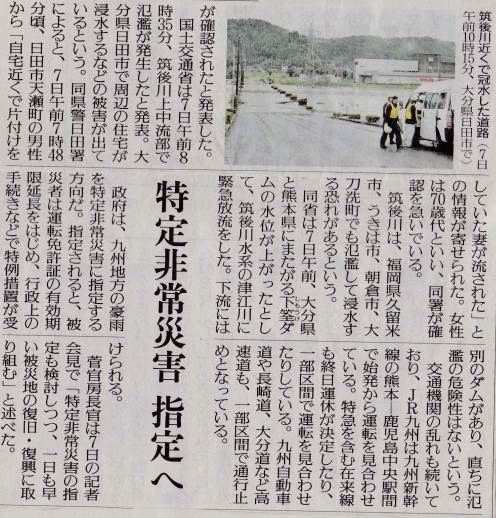 筑後川近くで冠水した道路（7日
午前10時15分、大分県日田市で）
が確認されたと発表した。
国土交通省は7日午前8
時35分、筑後川上中流部で
氾濫が発生したと発表。大
分県日田市で周辺の住宅が
浸水するなどの被害が出て
いるという。同県警日田署
によると、7日午前7時48
分頃、日田市天瀬町の男性
から「自宅近くで片付けを
していた妻が流された」と
の情報が寄せられた。女性
は70歳代といい、同署が確
認を急いでいる。
筑後川は、福岡県久留米
市、うきは市、朝倉市、大
刀洗町でも氾濫して浸水す
る恐れがあるという。
同省は7日午前、大分県
と熊本県にまたがる下筌ダ
しもうけ
ムの水位が上がったとし
て、筑後川水系の津江川に
緊急放流をした。下流には
別のダムがあり、直ちに氾
濫の危険性はないという。
交通機関の乱れも続いて
おり、JR九州は九州新幹
線の熊本―鹿児島中央駅間
で始発から運転を見合わせ
ている。特急を含む在来線
も終日運休が決定したり、
一部区間で運転を見合わせ
たりしている。九州自動車
道や長崎道、大分道など高
速道も、一部区間で通行止
めとなっている。
特定非常災害 指定へ
政府は、九州地方の豪雨
を特定非常災害に指定する
方向だ。指定されると、被
災者は運転免許証の有効期
限延長をはじめ、行政上の
手続きなどで特例措置が受
けられる。
菅官房長官は7日の記者
会見で「特定非常災害の指
定も検討しつつ、一日も早
い被災地の復旧・復興に取
り組む」と述べた。